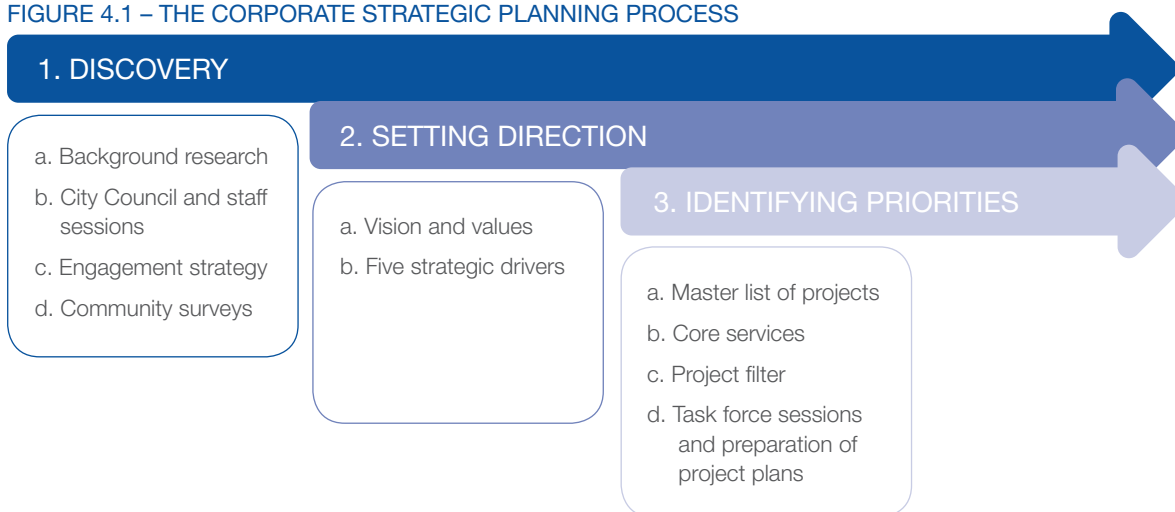 FIGURE 4.1 – THE CORPORATE STRATEGIC PLANNING PROCESS
1. DISCOVERY
a. Background research
b. City Council and staff
sessions
c. Engagement strategy
d. Community surveys
2. SETTING DIRECTION
a. Vision and values
b. Five strategic drivers
3. IDENTIFYING PRIORITIES
a. Master list of projects
b. Core services
c. Project filter
d. Task force sessions
and preparation of
project plans